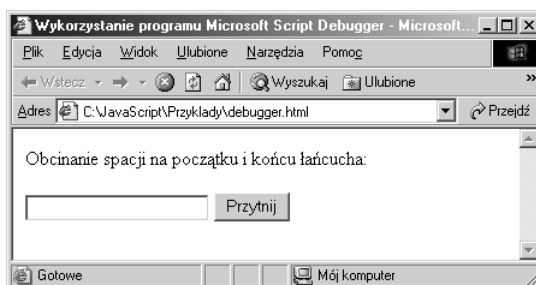 Wykorzystanie programu Microsoft Script Debugger - Microsoft...
Plik Edycja Widok Ulubione Narzędzia Pomoc
Wstecz Wyszukaj Ulubione »
Adres C:\JavaScript\Przyklady\debugger.html Przejdź
Obcinanie spacji na początku i końcu łańcucha:
Przytnij
Gotowe Mój komputer